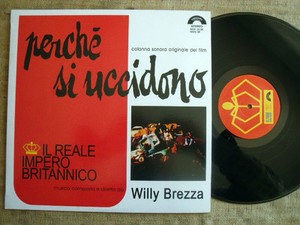 perché
colonna sonora originale del film
si uccidono
IL REALE
IMPERO
BRITANNICO
Willy Brezza